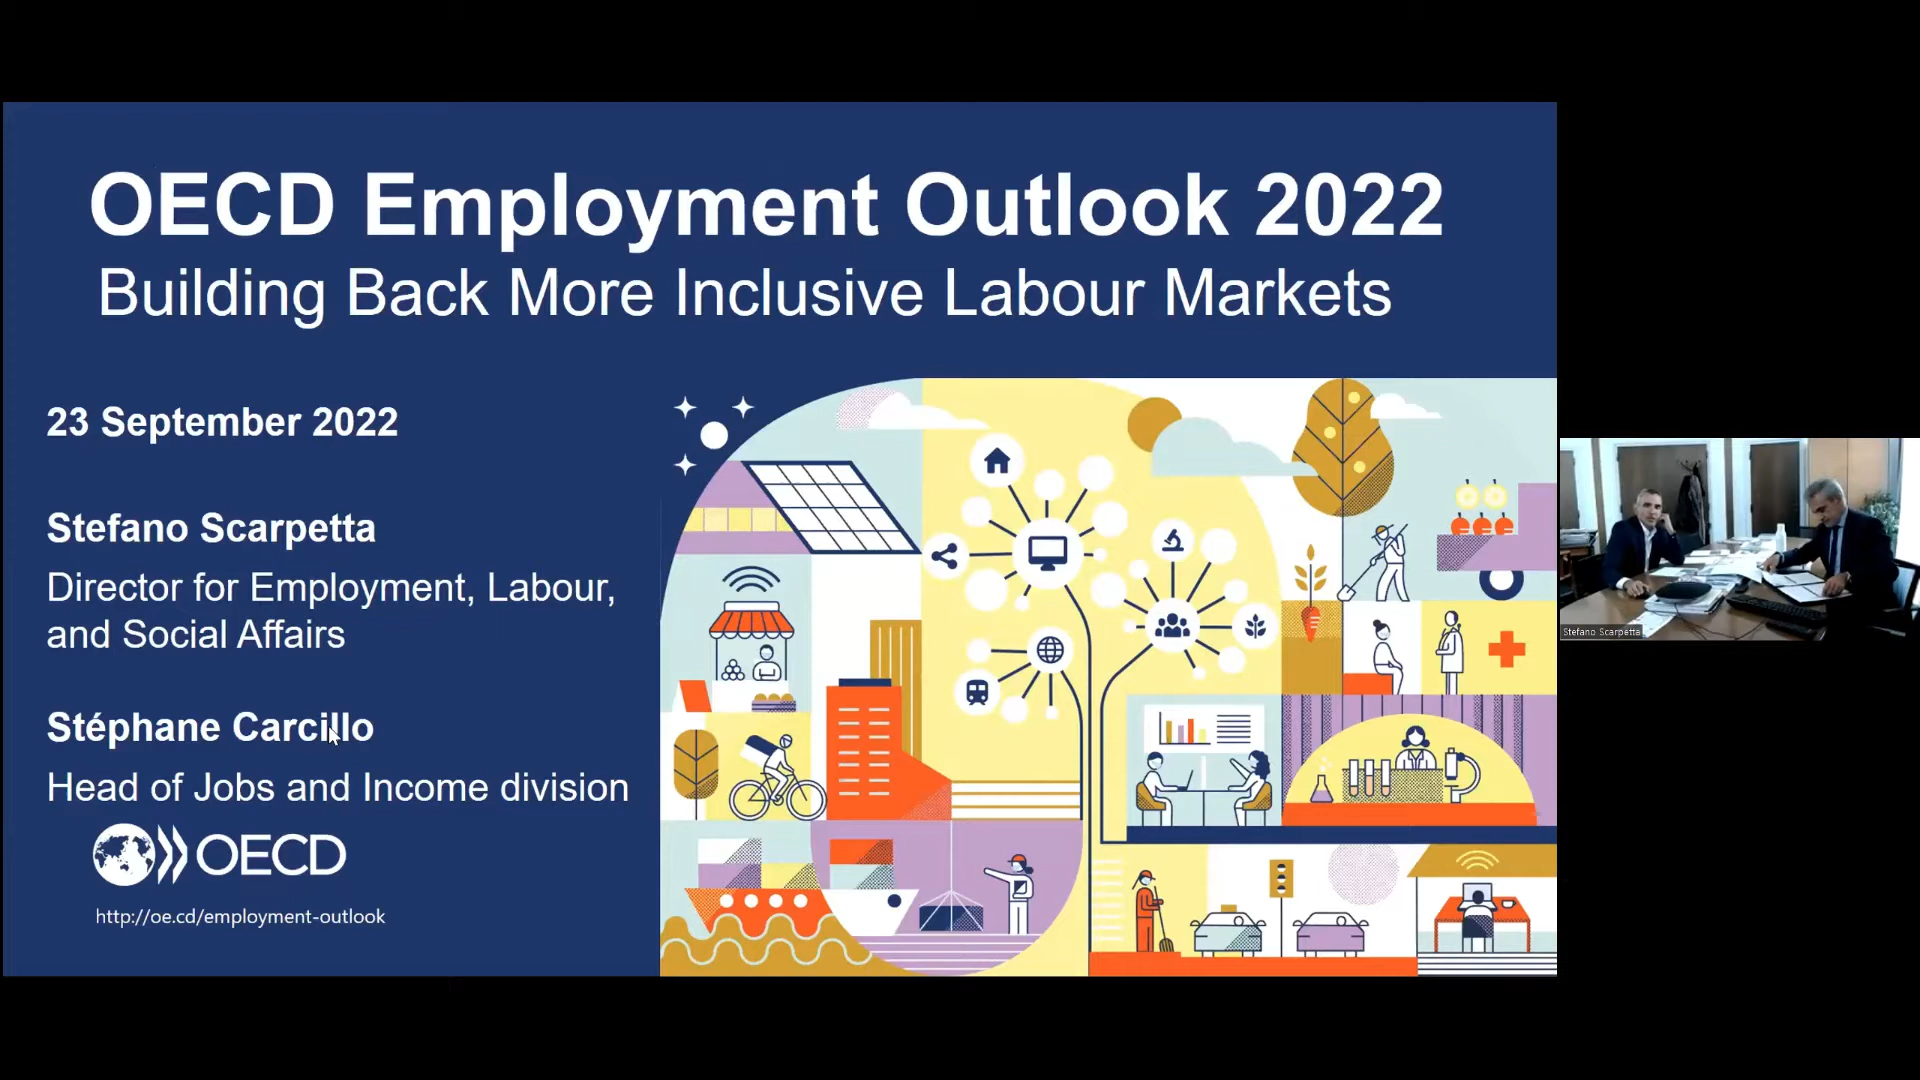 OECD Employment Outlook 2022
Building Back More Inclusive Labour Markets
23 September 2022
Stefano Scarpetta
Director for Employment, Labour,
and Social Affairs
Stéphane Carcillo
Head of Jobs and Income division
OECD
http://oe.cd/employment-outlook
Stefano Scarpetta